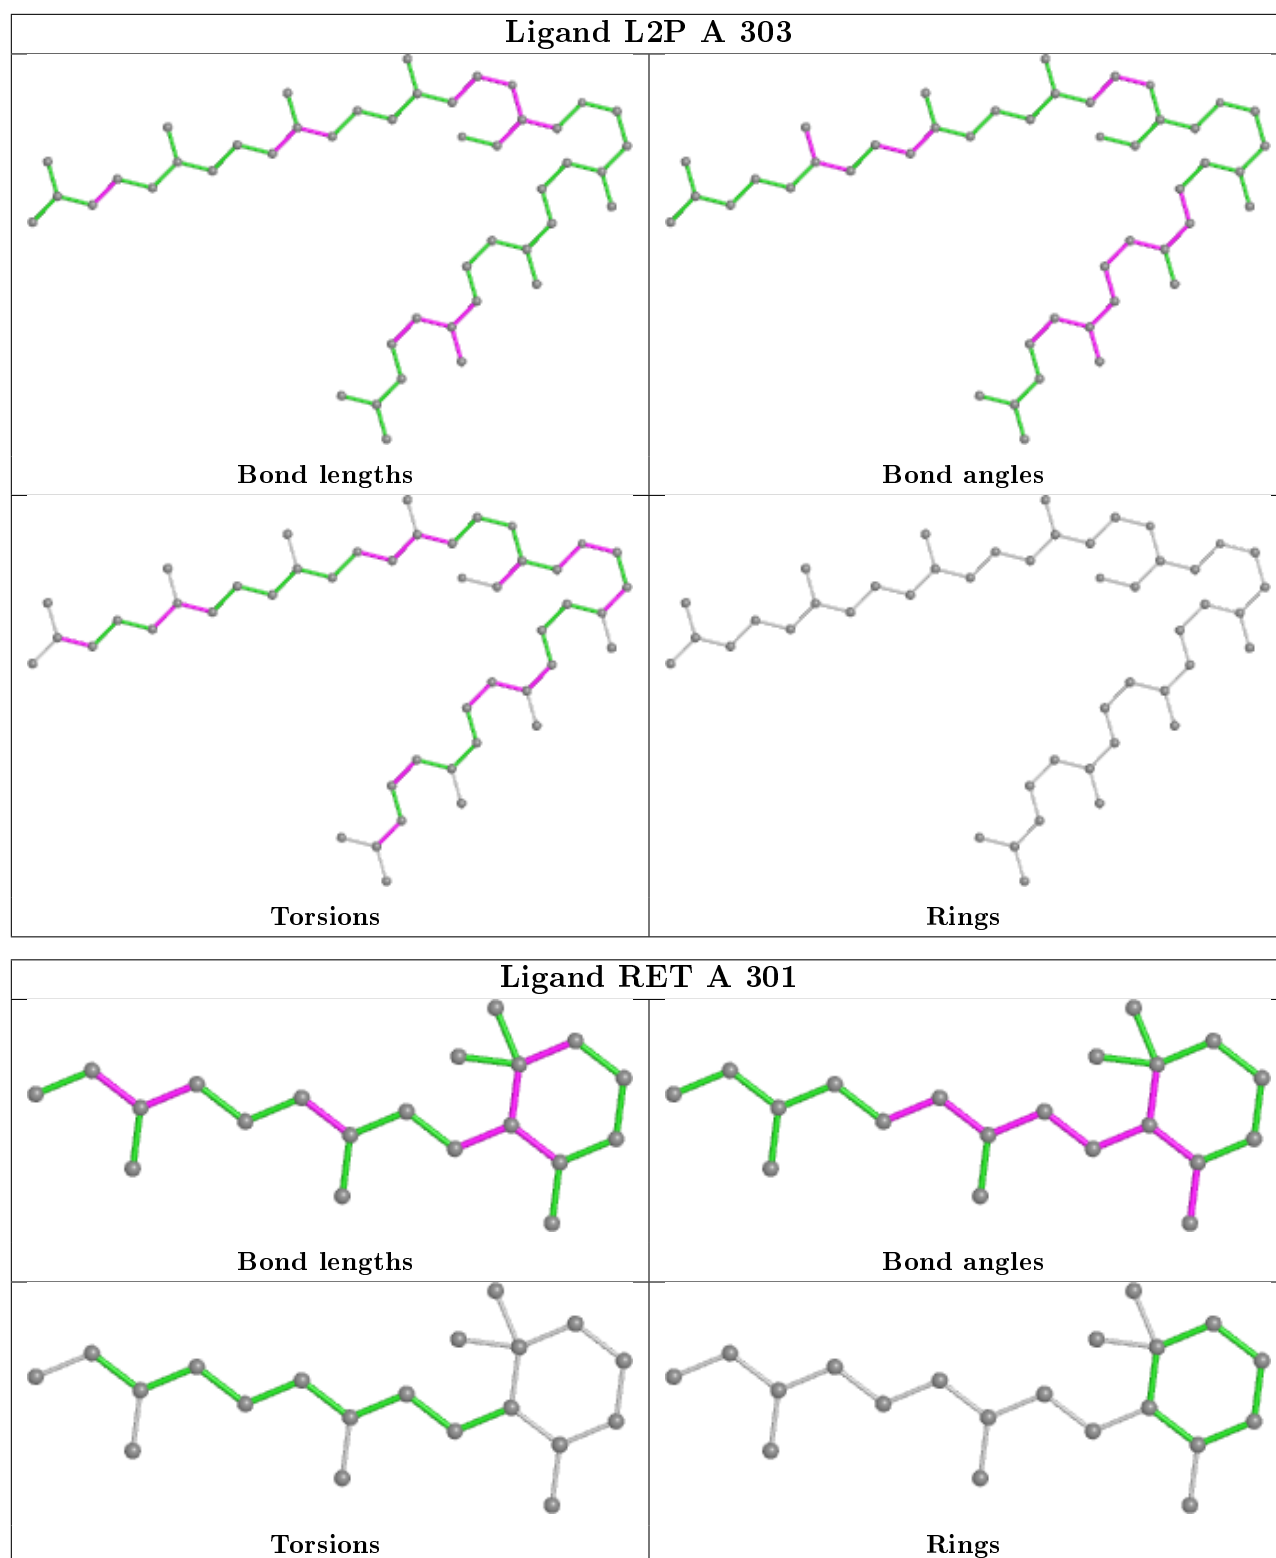 Ligand L2P A 303
Bond lengths
Bond angles
Torsions
Rings
Ligand RET A 301
Bond lengths
Bond angles
Torsions
Rings